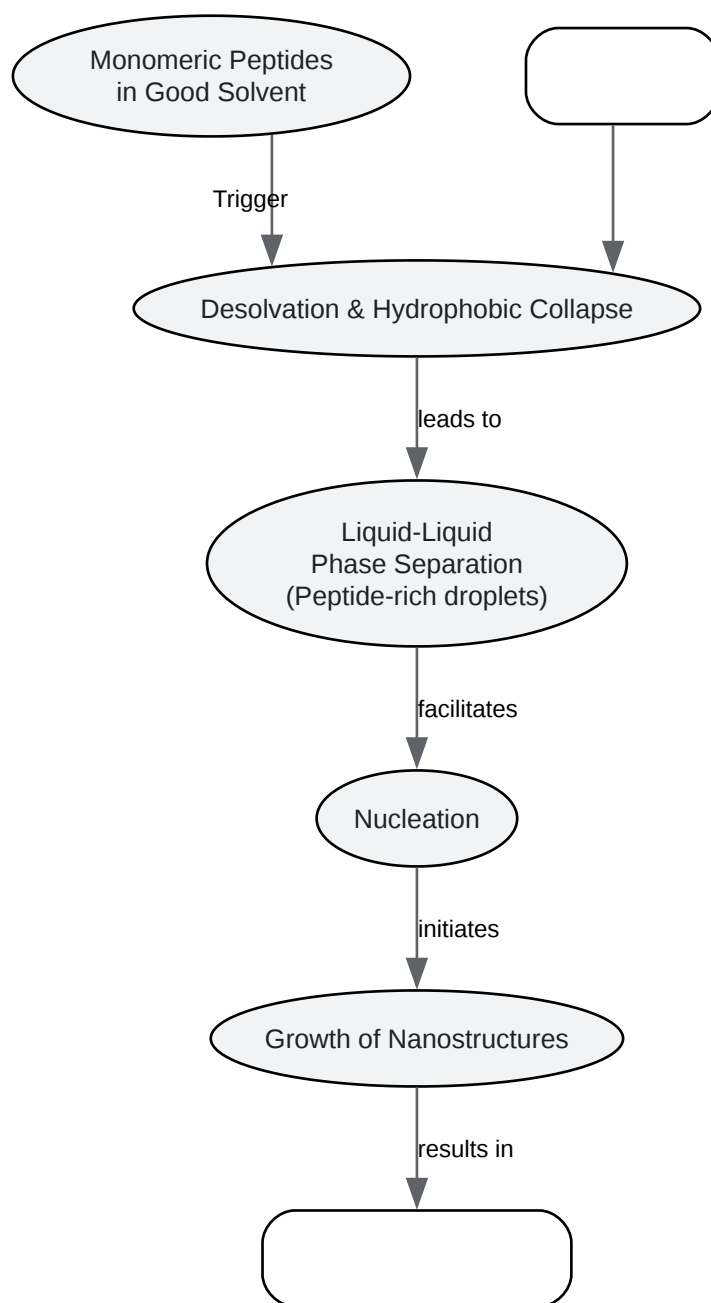 Monomeric Peptides
in Good Solvent
Trigger
Desolvation & Hydrophobic Collapse
leads to
Liquid-Liquid
Phase Separation
(Peptide-rich droplets)
facilitates
Nucleation
initiates
Growth of Nanostructures
results in